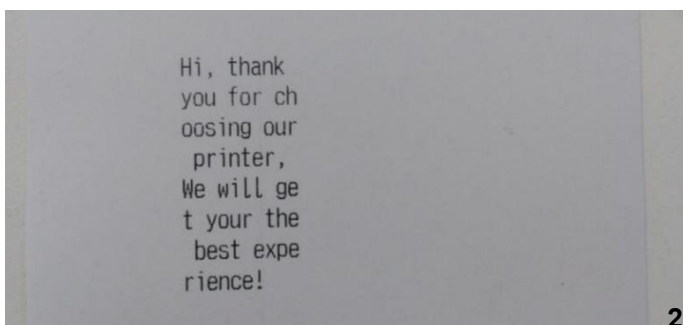 Hi, thank
you for ch
oosing our
printer,
We will ge
t your the
best expe
rience!
2